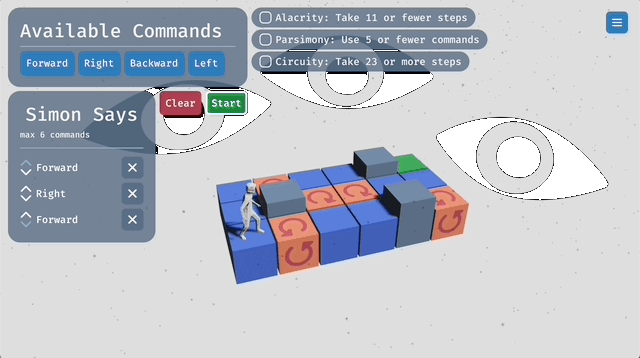 Available Commands
Forward Right Backward Left
Alacrity: Take 11 or fewer steps
Parsimony: Use 5 or fewer commands
Circuity: Take 23 or more steps
Simon Says
max 6 commands
Clear Start
Forward
Right
Forward